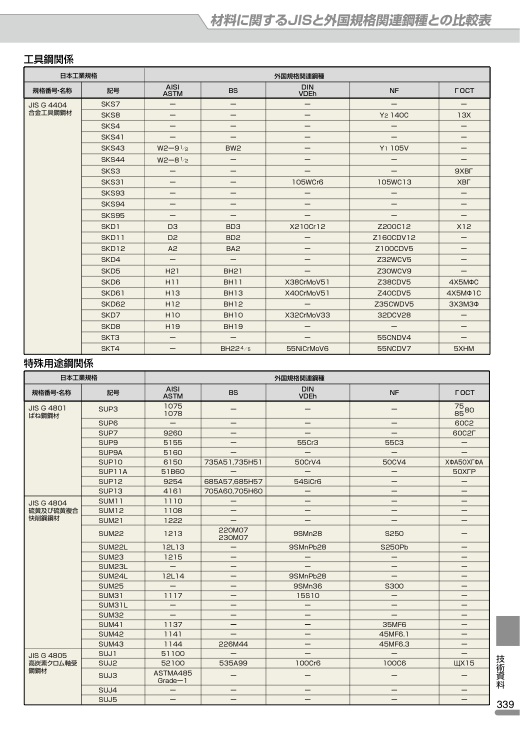 材料に関するJISと外国規格関連鋼種との比較表
工具鋼関係
日本工業規格 外国規格関連鋼種
規格番号・名称 記号 AISI ASTM BS DIN VDEh NF ГОСТ
JIS G 4404 合金工具鋼鋼材
SKS7 － － － － －
SKS8 － － － Y2 140C 13X
SKS4 － － － － －
SKS41 － － － － －
SKS43 W2－9 1/2 BW2 － Y1 105V －
SKS44 W2－8 1/2 － － － －
SKS3 － － － － 9XBГ
SKS31 － － 105WCr6 105WC13 XBГ
SKS93 － － － － －
SKS94 － － － － －
SKS95 － － － － －
SKD1 D3 BD3 X210Cr12 Z200C12 X12
SKD11 D2 BD2 － Z160CDV12 －
SKD12 A2 BA2 － Z100CDV5 －
SKD4 － － － Z32WCV5 －
SKD5 H21 BH21 － Z30WCV9 －
SKD6 H11 BH11 X38CrMoV51 Z38CDV5 4X5MФC
SKD61 H13 BH13 X40CrMoV51 Z40CDV5 4X5MФ1C
SKD62 H12 BH12 － Z35CWDV5 3X3M3Ф
SKD7 H10 BH10 X32CrMoV33 32DCV28 －
SKD8 H19 BH19 － － －
SKT3 － － － 55CNDV4 －
SKT4 － BH224/5 55NiCrMoV6 55NCDV7 5XHM
特殊用途鋼関係
日本工業規格 外国規格関連鋼種
規格番号・名称 記号 AISI ASTM BS DIN VDEh NF ГОСТ
JIS G 4801 ばね鋼鋼材
SUP3 1075 1078 － － － 75 85 80
SUP6 － － － － 60C2
SUP7 9260 － － － 60C2Г
SUP9 5155 － 55Cr3 55C3 －
SUP9A 5160 － － － －
SUP10 6150 735A51,735H51 50CrV4 50CV4 XФA50XГФA
SUP11A 51B60 － － － 50XГP
SUP12 9254 685A57,685H57 54SiCr6 － －
SUP13 4161 705A60,705H60 － － －
JIS G 4804 硫黄及び硫黄複合快削鋼鋼材
SUM11 1110 － － － －
SUM12 1108 － － － －
SUM21 1222 － － － －
SUM22 1213 220M07 230M07 9SMn28 S250 －
SUM22L 12L13 － 9SMnPb28 S250Pb －
SUM23 1215 － － － －
SUM23L － － － － －
SUM24L 12L14 － 9SMnPb28 － －
SUM25 － － 9SMn36 S300 －
SUM31 1117 － 15S10 － －
SUM31L － － － － －
SUM32 － － － － －
SUM41 1137 － － 35MF6 －
SUM42 1141 － － 45MF6.1 －
SUM43 1144 226M44 － 45MF6.3 －
JIS G 4805 高炭素クロム軸受鋼鋼材
SUJ1 51100 － － － －
SUJ2 52100 535A99 100Cr6 100C6 ШX15
SUJ3 ASTMA485 Grade－1 － － － －
SUJ4 － － － － －
SUJ5 － － － － －
技術資料
339